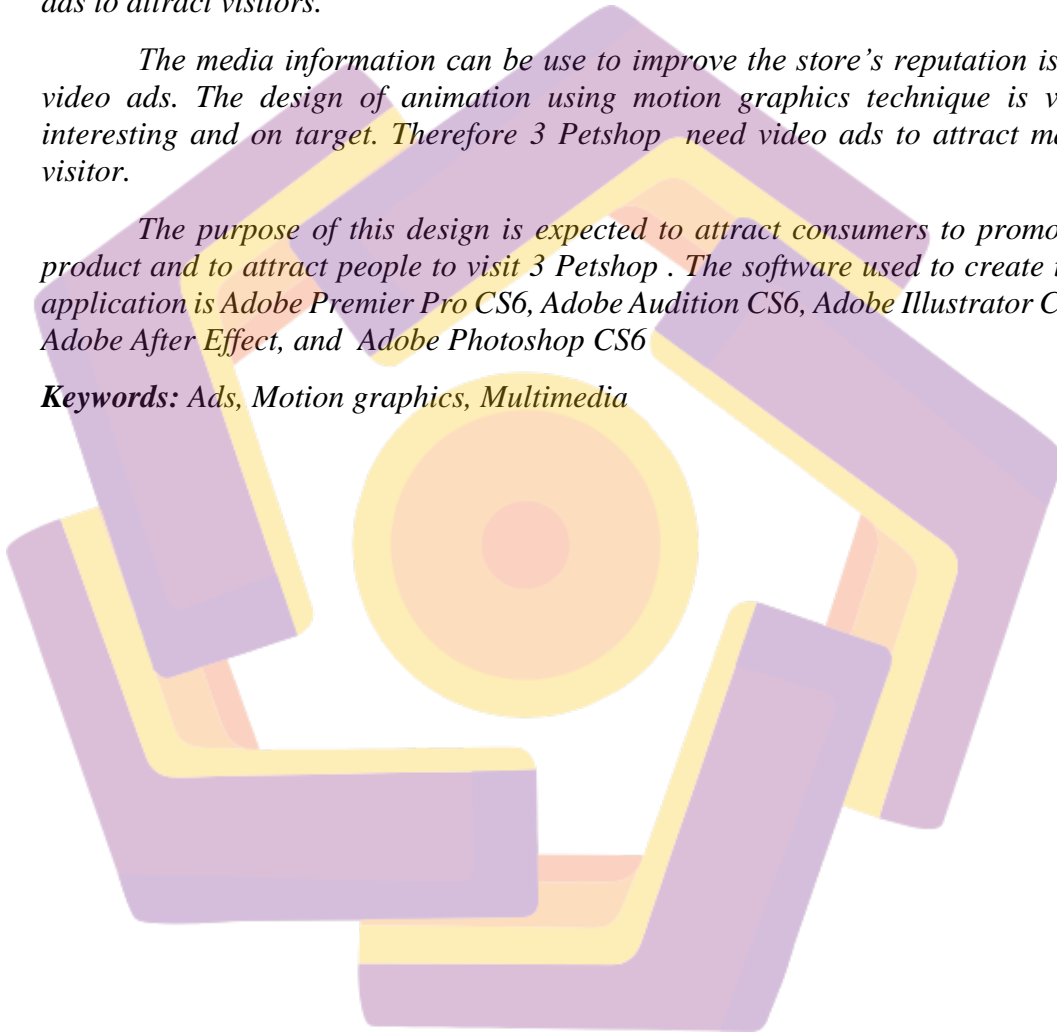 ads to attract visitors.
The media information can be use to improve the store's reputation is
video ads. The design of animation using motion graphics technique is v
interesting and on target. Therefore 3 Petshop need video ads to attract ma
visitor.
The purpose of this design is expected to attract consumers to promo
product and to attract people to visit 3 Petshop . The software used to create t
application is Adobe Premier Pro CS6, Adobe Audition CS6, Adobe Illustrator C
Adobe After Effect, and Adobe Photoshop CS6
Keywords: Ads, Motion graphics, Multimedia